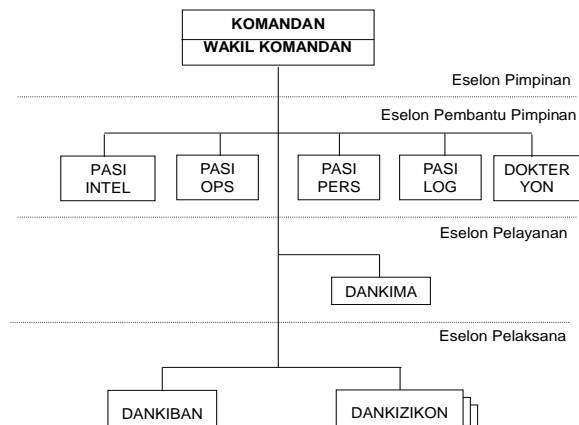 KOMANDAN
WAKIL KOMANDAN
Eselon Pimpinan
Eselon Pembantu Pimpinan
PASI
INTEL
PASI
OPS
PASI
PERS
PASI
LOG
DOKTER
YON
Eselon Pelayanan
DANKIMA
Eselon Pelaksana
DANKIBAN
DANKIZIKON